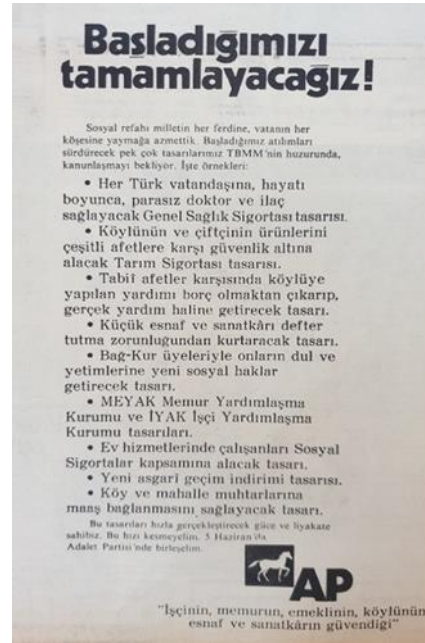 Başladığımızı
tamamlayacağız!
Sosyal refahı milletin her ferdine, vatanın her
köşesine yaymağa azmettik. Başladığımız atılımları
sürdürecek pek çok tasarılarımız TBMM'nin huzurunda,
kanunlaşmayı bekliyor. İşte örnekleri:
• Her Türk vatandaşına, hayatı
boyunca, parasız doktor ve ilaç
sağlayacak Genel Sağlık Sigortası tasarısı.
• Köylünün ve çiftçinin ürünlerini
çeşitli afetlere karşı güvenlik altına
alacak Tarım Sigortası tasarısı.
• Tabiî afetler karşısında köylüye
yapılan yardımı borç olmaktan çıkarıp,
gerçek yardım haline getirecek tasarı.
• Küçük esnaf ve sanatkârı defter
tutma zorunluğundan kurtaracak tasarı.
• Bağ-Kur üyeleriyle onların dul ve
yetimlerine yeni sosyal haklar
getirecek tasarı.
• MEYAK Memur Yardımlaşma
Kurumu ve İYAK İşçi Yardımlaşma
Kurumu tasarıları.
• Ev hizmetlerinde çalışanları Sosyal
Sigortalar kapsamına alacak tasarı.
• Yeni asgarî geçim indirimi tasarısı.
• Köy ve mahalle muhtarlarına
maaş bağlanmasını sağlayacak tasarı.
Bu tasarıları hızla gerçekleştirecek güce ve liyakate
sahibiz. Bu hızı kesmeyelim. 5 Haziran'da
Adalet Partisi'nde birleşelim.
AP
"İşçinin, memurun, emeklinin, köylünün
esnaf ve sanatkârın güvendiği"